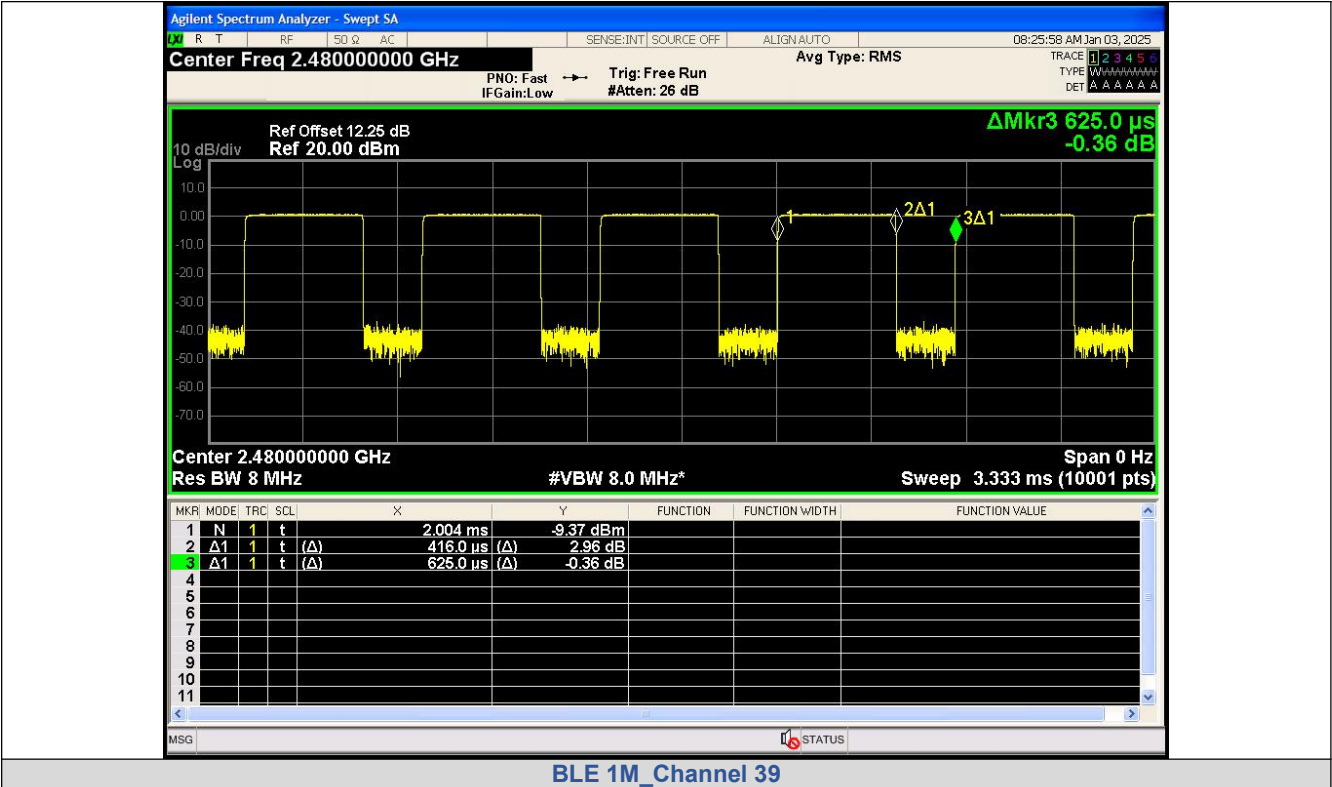 Agilent Spectrum Analyzer - Swept SA
LXI R T RF 50 Ω AC SENSE:INT SOURCE OFF ALIGN AUTO 08:25:58 AM Jan 03, 2025
Center Freq 2.480000000 GHz Avg Type: RMS TRACE 1 2 3 4 5 6
PNO: Fast Trig: Free Run TYPE
IFGain:Low #Atten: 26 dB DET A A A A A A
ΔMkr3 625.0 µs
-0.36 dB
Ref Offset 12.25 dB
10 dB/div Ref 20.00 dBm
Log
10.0
0.00
-10.0
-20.0
-30.0
-40.0
-50.0
-60.0
-70.0
1 2Δ1 3Δ1
Center 2.480000000 GHz Span 0 Hz
Res BW 8 MHz #VBW 8.0 MHz* Sweep 3.333 ms (10001 pts)
MKR MODE TRC SCL X Y FUNCTION FUNCTION WIDTH FUNCTION VALUE
1 N 1 t 2.004 ms -9.37 dBm
2 Δ1 1 t (Δ) 416.0 µs (Δ) 2.96 dB
3 Δ1 1 t (Δ) 625.0 µs (Δ) -0.36 dB
4
5
6
7
8
9
10
11
MSG STATUS
BLE 1M_Channel 39